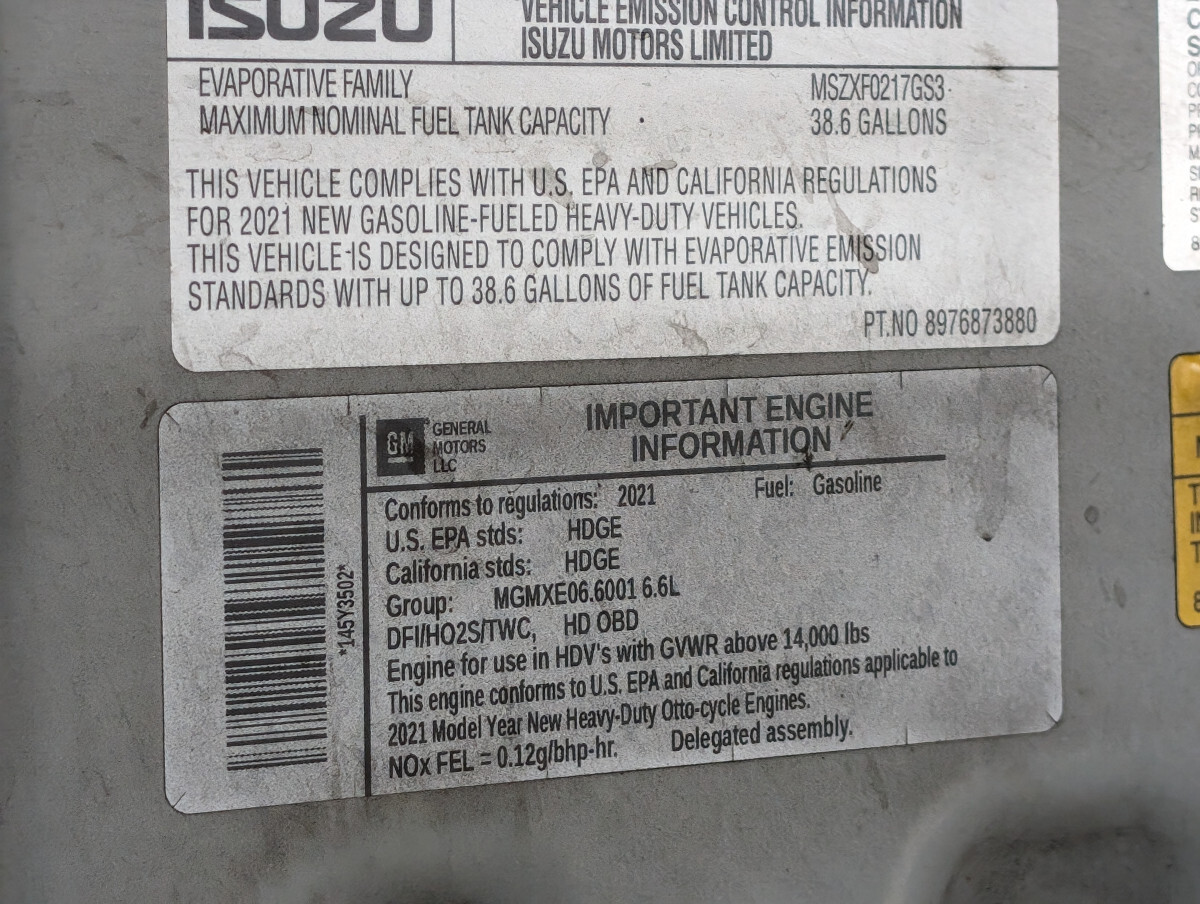 ISUZU
VEHICLE EMISSION CONTROL INFORMATION
ISUZU MOTORS LIMITED
EVAPORATIVE FAMILY MSZXF0217GS3
MAXIMUM NOMINAL FUEL TANK CAPACITY 38.6 GALLONS
THIS VEHICLE COMPLIES WITH U.S. EPA AND CALIFORNIA REGULATIONS
FOR 2021 NEW GASOLINE-FUELED HEAVY-DUTY VEHICLES.
THIS VEHICLE IS DESIGNED TO COMPLY WITH EVAPORATIVE EMISSION
STANDARDS WITH UP TO 38.6 GALLONS OF FUEL TANK CAPACITY.
PT.NO 8976873880
GM GENERAL
MOTORS
LLC
IMPORTANT ENGINE
INFORMATION
Conforms to regulations: 2021 Fuel: Gasoline
U.S. EPA stds: HDGE
California stds: HDGE
Group: MGMXE06.6001 6.6L
DFI/HO2S/TWC, HD OBD
Engine for use in HDV's with GVWR above 14,000 lbs
This engine conforms to U.S. EPA and California regulations applicable to
2021 Model Year New Heavy-Duty Otto-cycle Engines.
NOx FEL = 0.12g/bhp-hr. Delegated assembly.
*145Y3502*